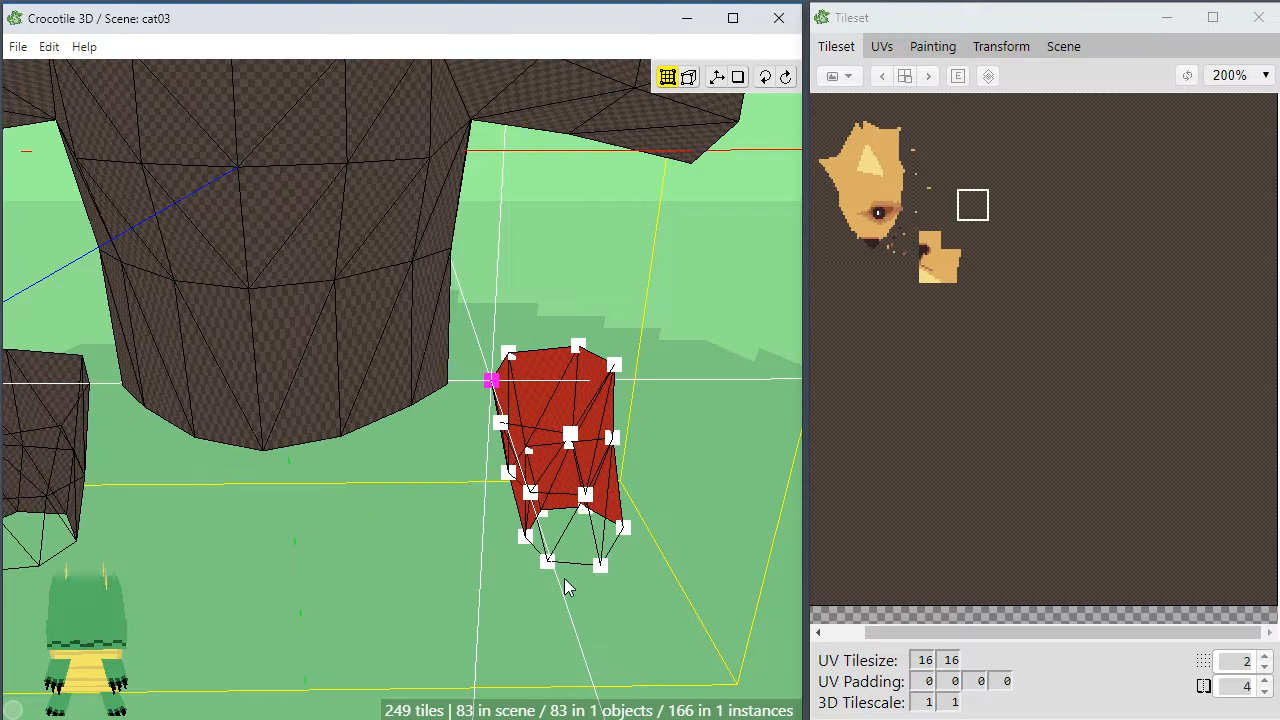 Crocotile 3D / Scene: cat03
File Edit Help
249 tiles | 83 in scene / 83 in 1 objects / 166 in 1 instances
Tileset
Tileset UVs Painting Transform Scene
E 200%
UV Tilesize: 16 16
UV Padding: 0 0 0 0
3D Tilescale: 1 1
2
4